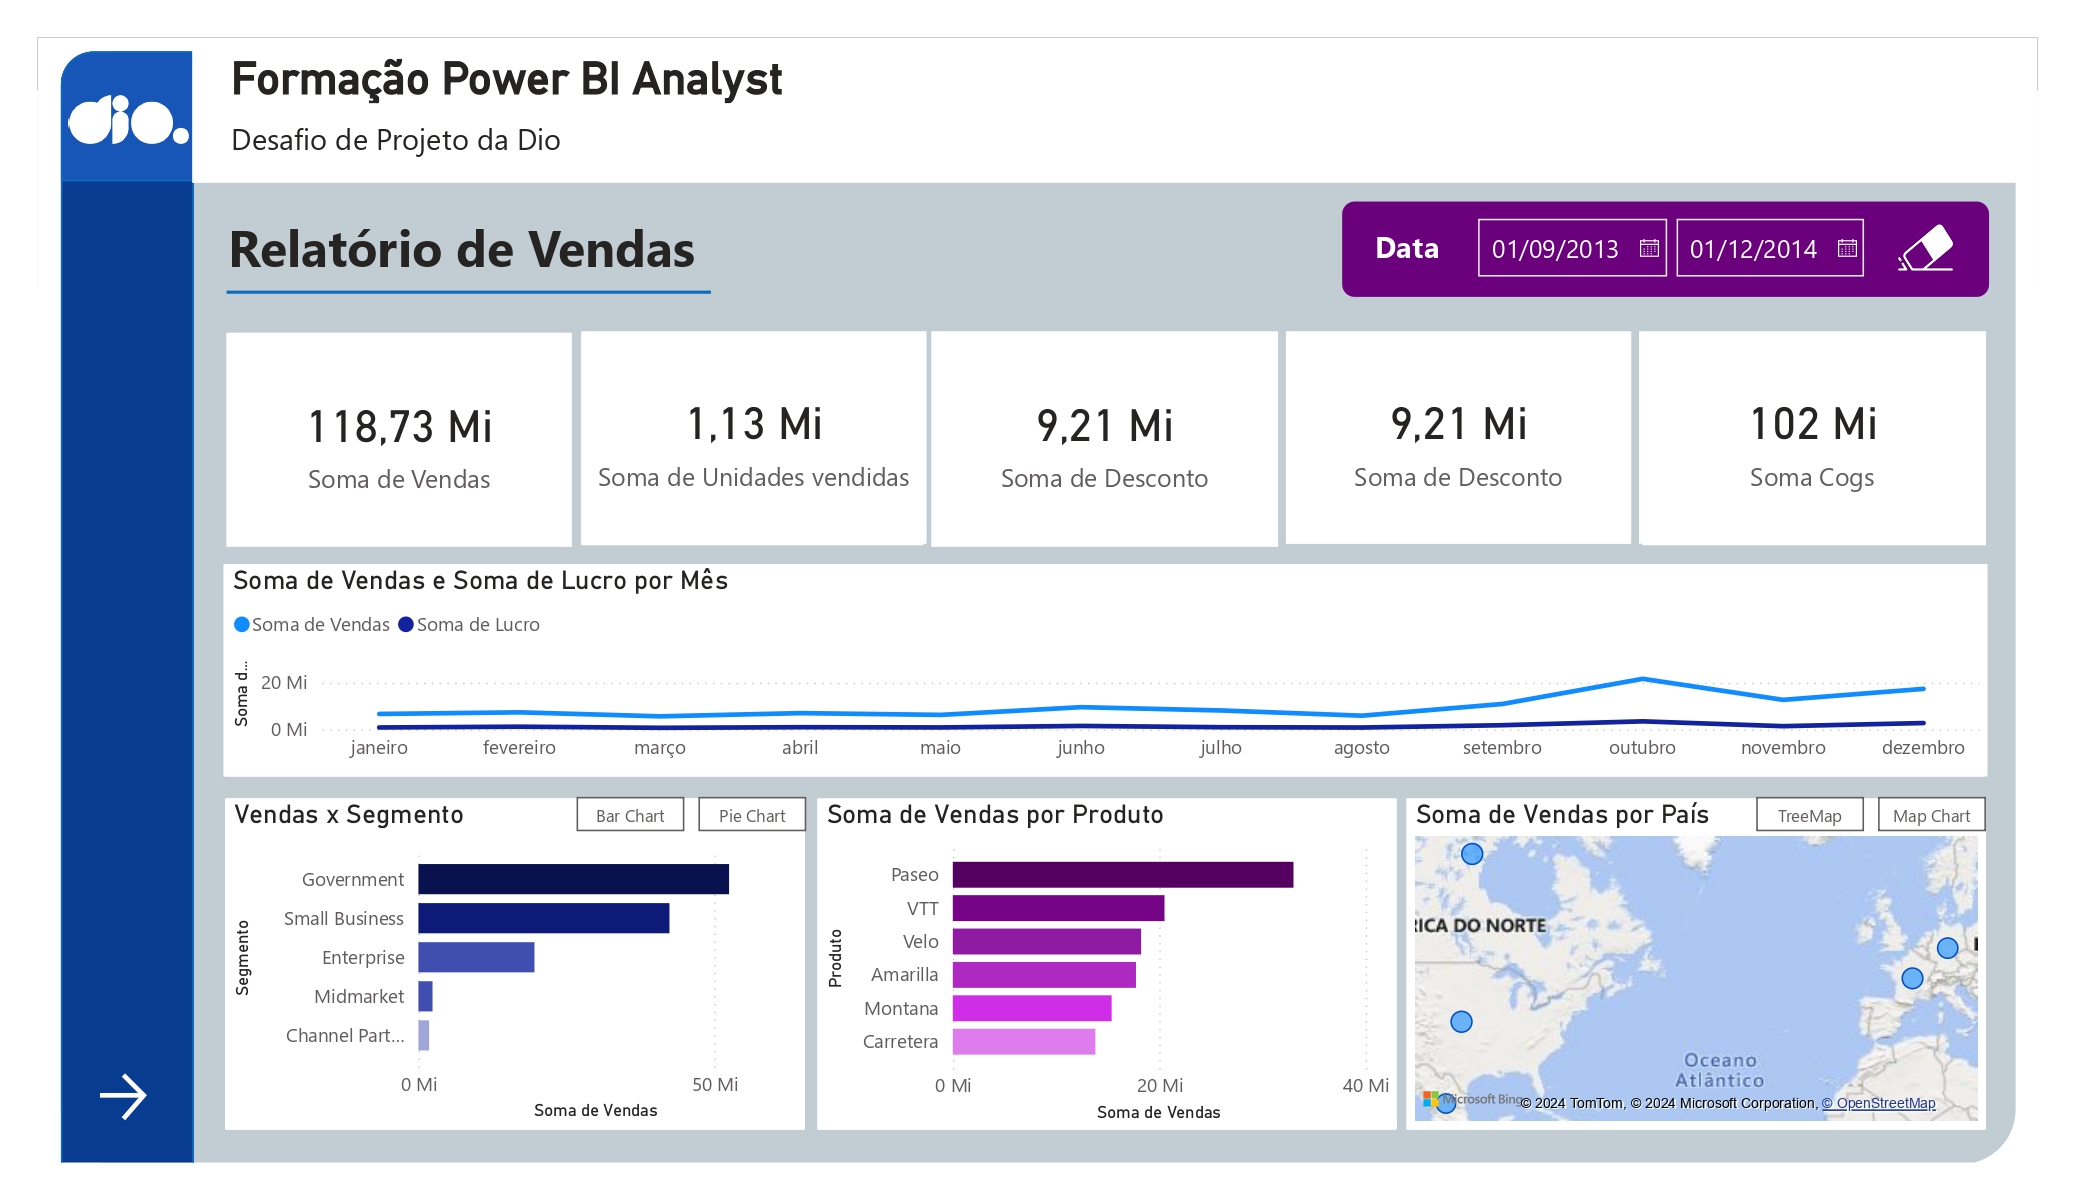 dio.
Formação Power BI Analyst
Desafio de Projeto da Dio
Relatório de Vendas
Data 01/09/2013 01/12/2014
118,73 Mi
Soma de Vendas
1,13 Mi
Soma de Unidades vendidas
9,21 Mi
Soma de Desconto
9,21 Mi
Soma de Desconto
102 Mi
Soma Cogs
Soma de Vendas e Soma de Lucro por Mês
Soma de Vendas Soma de Lucro
Soma d...
20 Mi
0 Mi
janeiro fevereiro março abril maio junho julho agosto setembro outubro novembro dezembro
Vendas x Segmento
Bar Chart Pie Chart
Segmento
Government
Small Business
Enterprise
Midmarket
Channel Part...
0 Mi 50 Mi
Soma de Vendas
Soma de Vendas por Produto
Produto
Paseo
VTT
Velo
Amarilla
Montana
Carretera
0 Mi 20 Mi 40 Mi
Soma de Vendas
Soma de Vendas por País
TreeMap Map Chart
RICA DO NORTE
Oceano
Atlântico
Microsoft Bing
© 2024 TomTom, © 2024 Microsoft Corporation, © OpenStreetMap